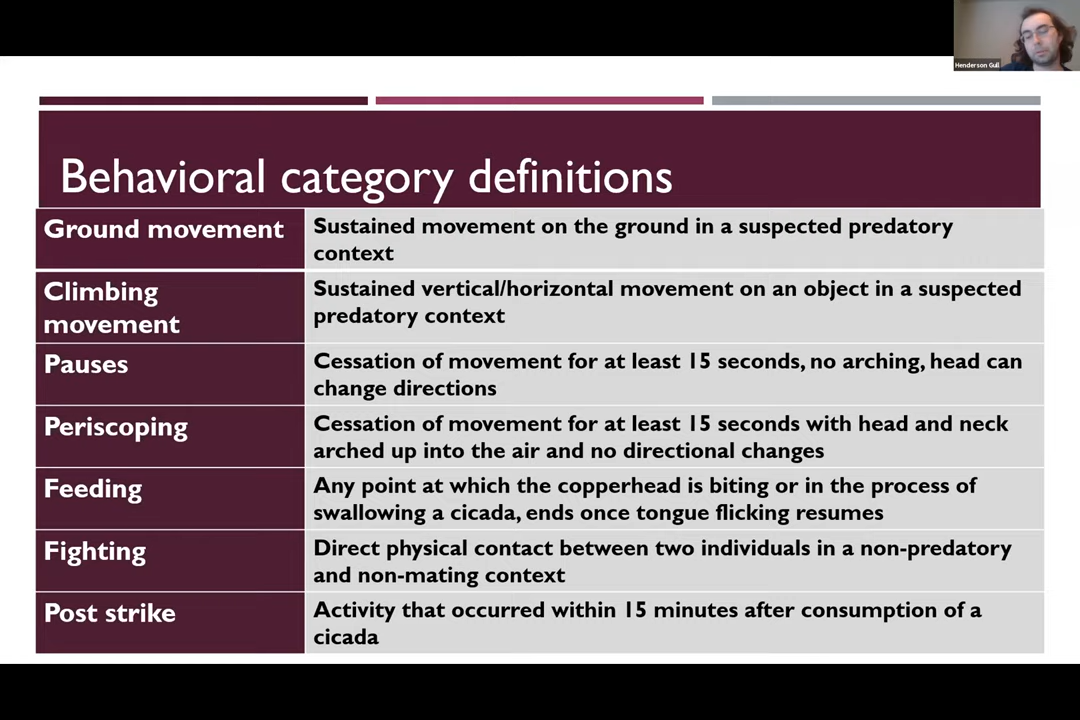 Henderson Gull
Behavioral category definitions
Ground movement
Sustained movement on the ground in a suspected predatory
context
Climbing
movement
Sustained vertical/horizontal movement on an object in a suspected
predatory context
Pauses
Cessation of movement for at least 15 seconds, no arching, head can
change directions
Periscoping
Cessation of movement for at least 15 seconds with head and neck
arched up into the air and no directional changes
Feeding
Any point at which the copperhead is biting or in the process of
swallowing a cicada, ends once tongue flicking resumes
Fighting
Direct physical contact between two individuals in a non-predatory
and non-mating context
Post strike
Activity that occurred within 15 minutes after consumption of a
cicada